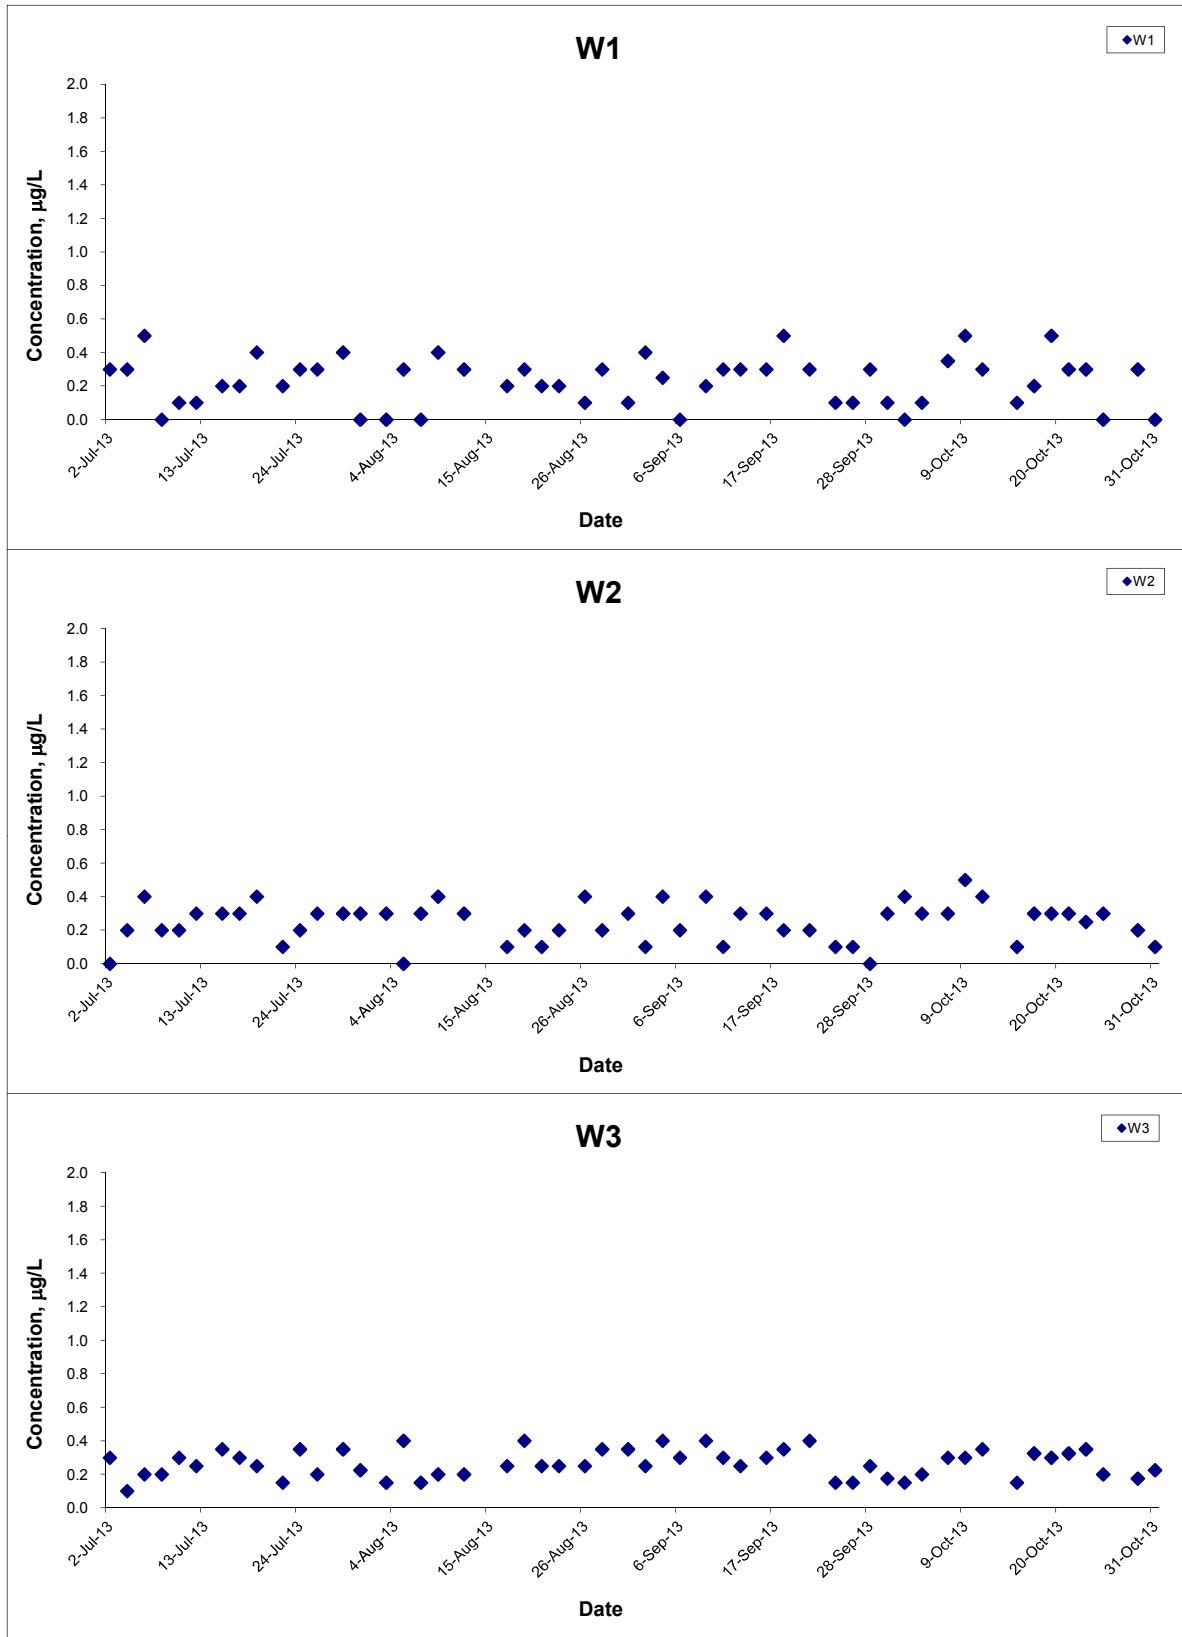 W1
W1
2.0
1.8
1.6
1.4
1.2
1.0
0.8
0.6
0.4
0.2
0.0
Concentration, µg/L
2-Jul-13
13-Jul-13
24-Jul-13
4-Aug-13
15-Aug-13
26-Aug-13
6-Sep-13
17-Sep-13
28-Sep-13
9-Oct-13
20-Oct-13
31-Oct-13
Date
W2
W2
2.0
1.8
1.6
1.4
1.2
1.0
0.8
0.6
0.4
0.2
0.0
Concentration, µg/L
2-Jul-13
13-Jul-13
24-Jul-13
4-Aug-13
15-Aug-13
26-Aug-13
6-Sep-13
17-Sep-13
28-Sep-13
9-Oct-13
20-Oct-13
31-Oct-13
Date
W3
W3
2.0
1.8
1.6
1.4
1.2
1.0
0.8
0.6
0.4
0.2
0.0
Concentration, µg/L
2-Jul-13
13-Jul-13
24-Jul-13
4-Aug-13
15-Aug-13
26-Aug-13
6-Sep-13
17-Sep-13
28-Sep-13
9-Oct-13
20-Oct-13
31-Oct-13
Date